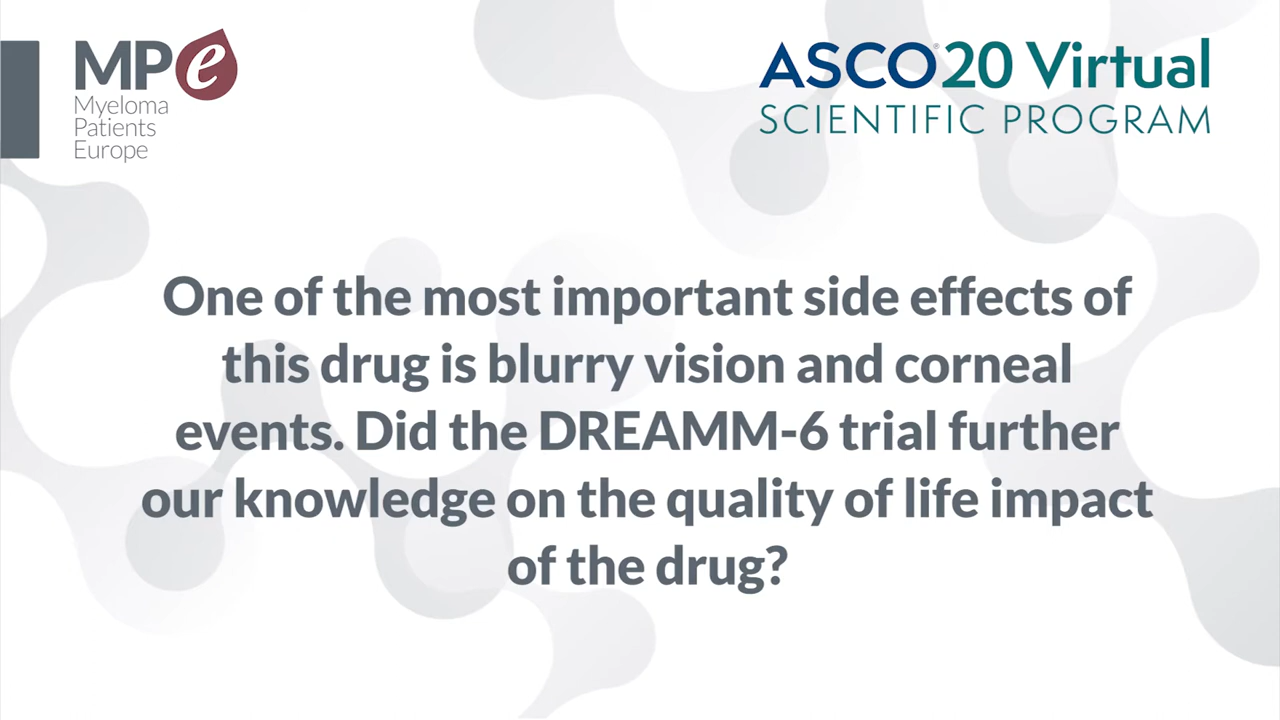 MPe
Myeloma
Patients
Europe
ASCO®20 Virtual
SCIENTIFIC PROGRAM
One of the most important side effects of
this drug is blurry vision and corneal
events. Did the DREAMM-6 trial further
our knowledge on the quality of life impact
of the drug?